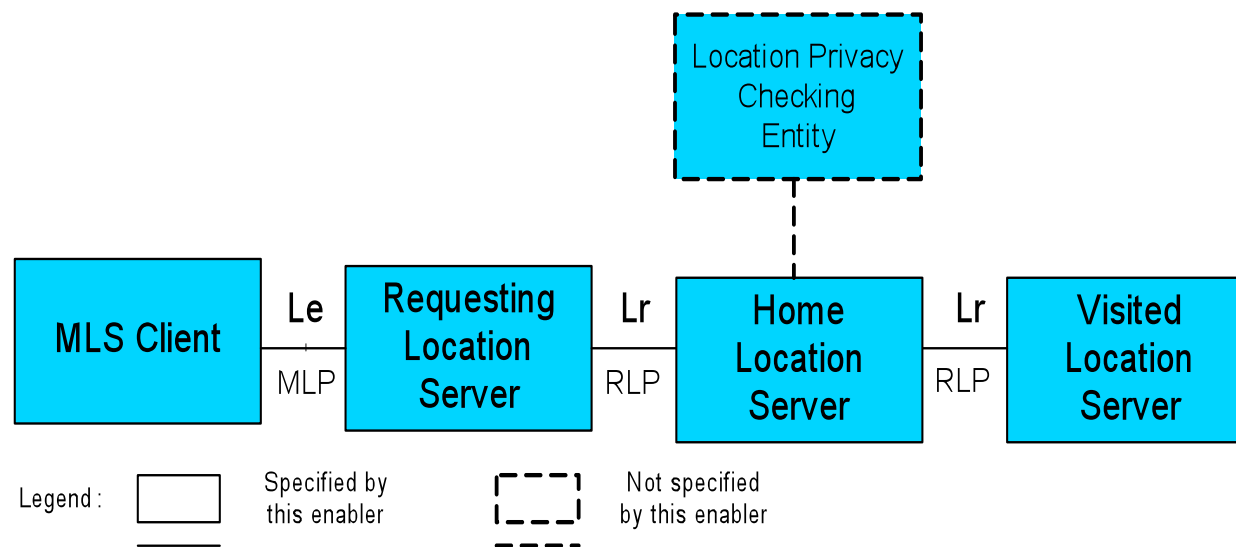 Location Privacy
Checking
Entity
MLS Client
Le
MLP
Requesting
Location
Server
Lr
RLP
Home
Location
Server
Lr
RLP
Visited
Location
Server
Legend :
Specified by
this enabler
Not specified
by this enabler